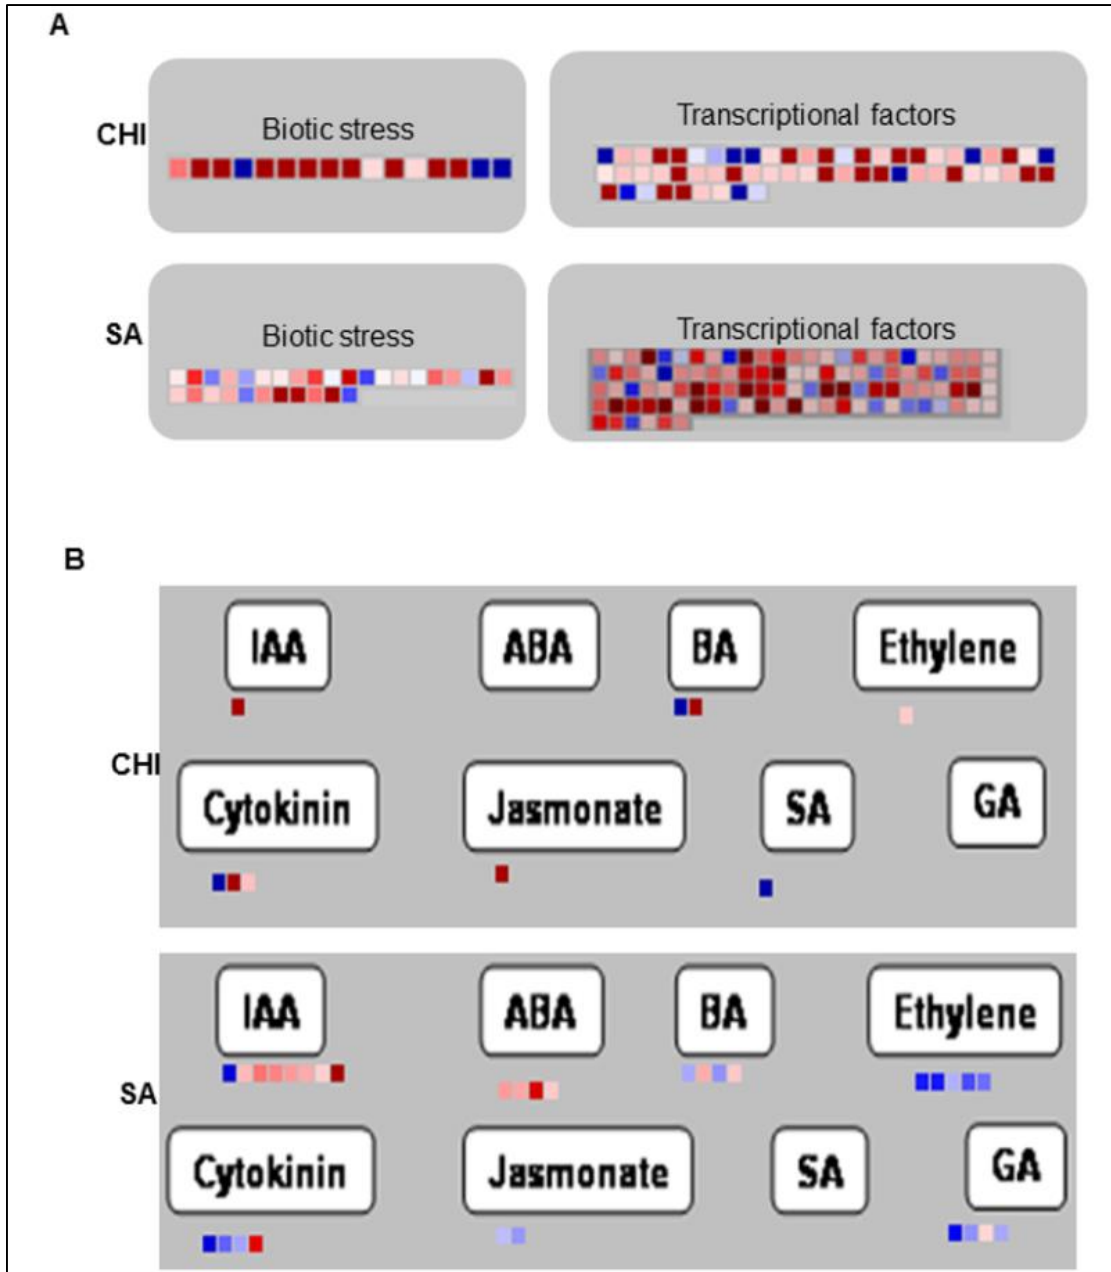 A
CHI
Biotic stress
Transcriptional factors
SA
Biotic stress
Transcriptional factors
B
CHI
IAA
ABA
BA
Ethylene
Cytokinin
Jasmonate
SA
GA
SA
IAA
ABA
BA
Ethylene
Cytokinin
Jasmonate
SA
GA